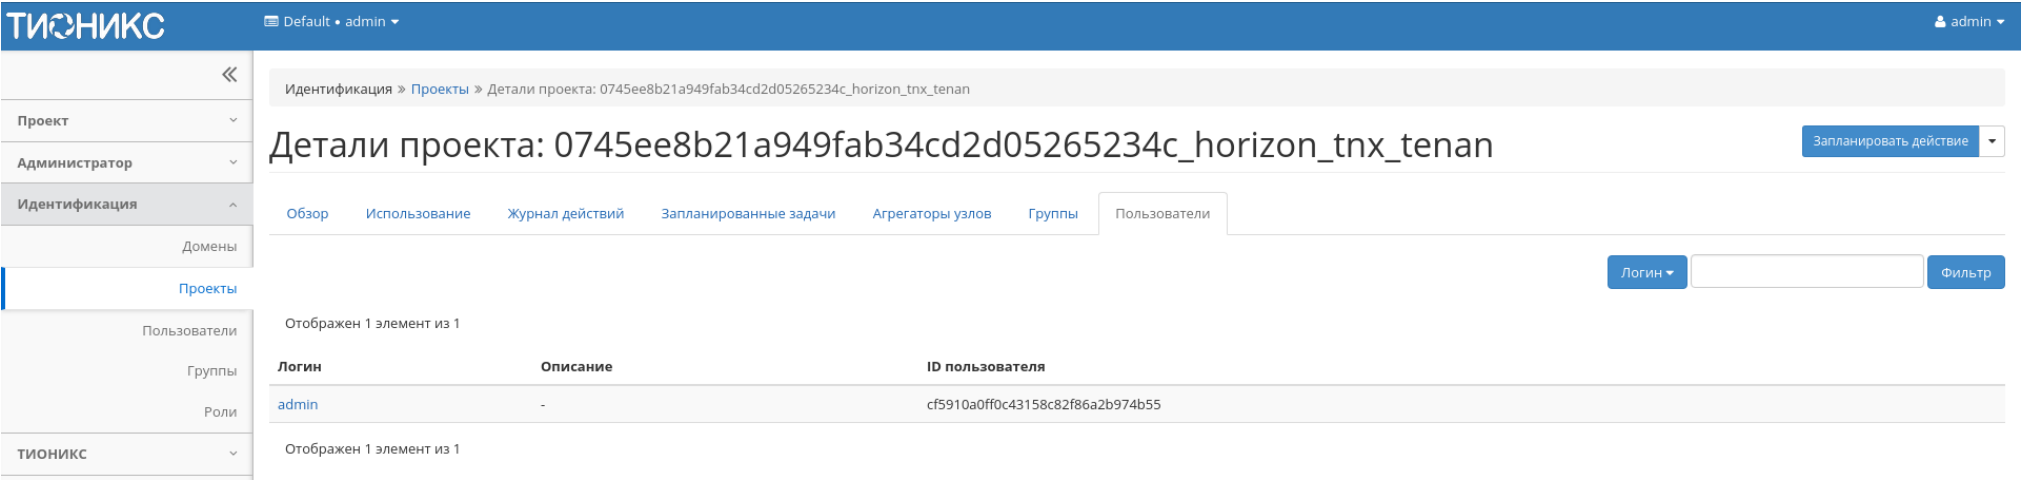 ТИОНИКС
Default • admin
admin
Проект
Администратор
Идентификация
Домены
Проекты
Пользователи
Группы
Роли
ТИОНИКС
Идентификация » Проекты » Детали проекта: 0745ee8b21a949fab34cd2d05265234c_horizon_tnx_tenan
Детали проекта: 0745ee8b21a949fab34cd2d05265234c_horizon_tnx_tenan
Запланировать действие
Обзор Использование Журнал действий Запланированные задачи Агрегаторы узлов Группы Пользователи
Логин Фильтр
Отображен 1 элемент из 1
Логин Описание ID пользователя
admin - cf5910a0ff0c43158c82f86a2b974b55
Отображен 1 элемент из 1